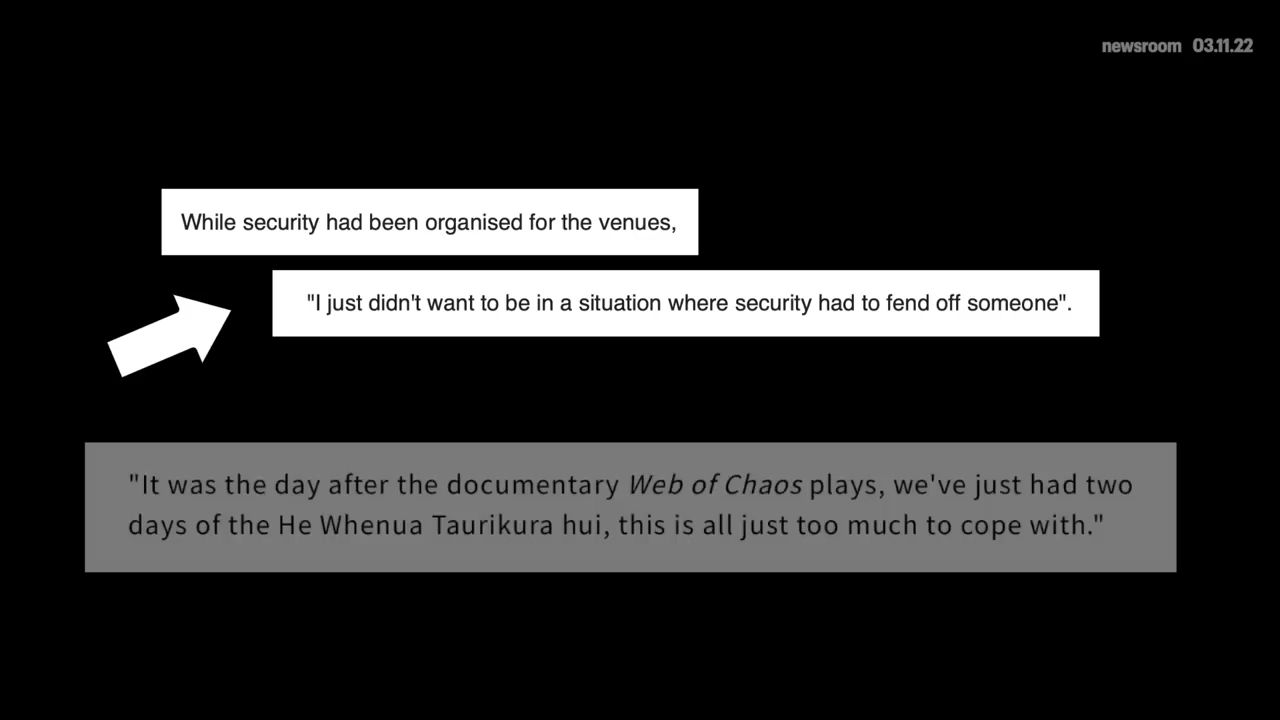 newsroom 03.11.22
While security had been organised for the venues,
"I just didn't want to be in a situation where security had to fend off someone".
"It was the day after the documentary Web of Chaos plays, we've just had two
days of the He Whenua Taurikura hui, this is all just too much to cope with."